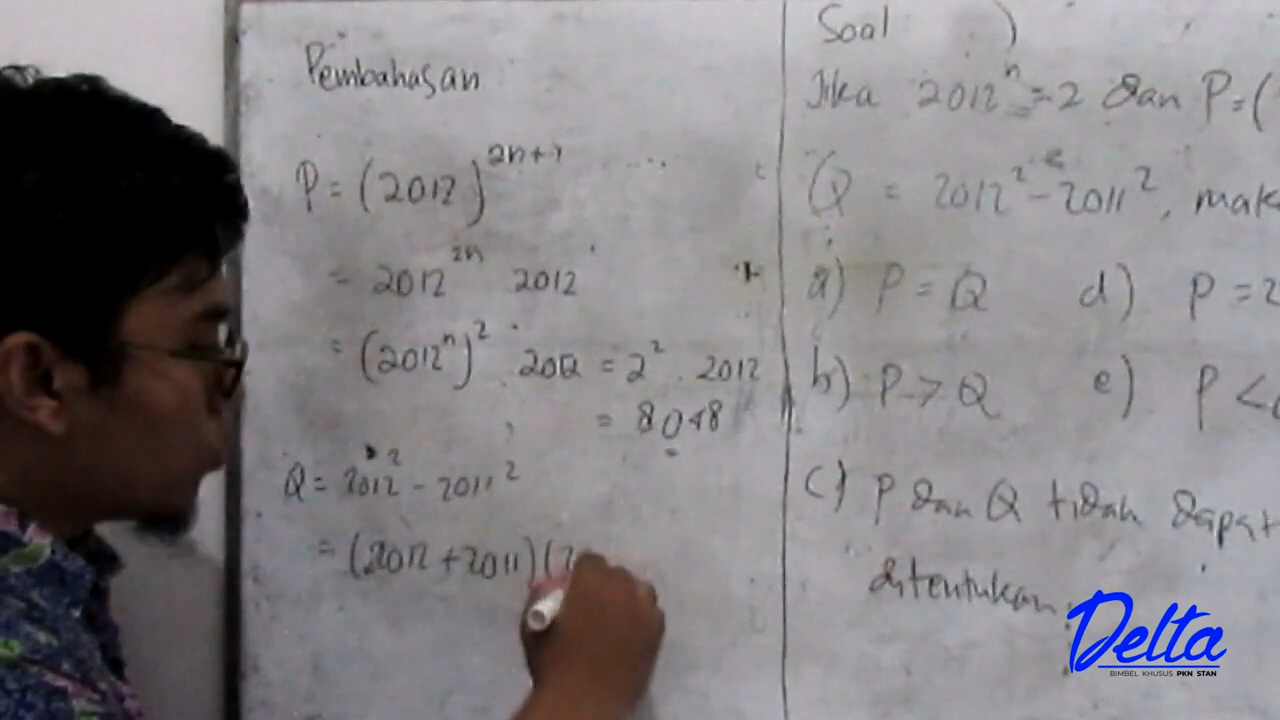 Pembahasan
P = (2012)^{2n+1}
= 2012^{2n} 2012
= (2012^n)^2 . 2012 = 2^2 . 2012
= 8048
Q = 2012^2 - 2011^2
= (2012 + 2011)(2
Soal )
Jika 2012^n = 2 dan P = (
Q = 2012^2 - 2011^2, mak
a) P = Q d) P = 2
b) P > Q e) P <
c) P dan Q tidak dapat
ditentukan.
Delta
BIMBEL KHUSUS PKN STAN